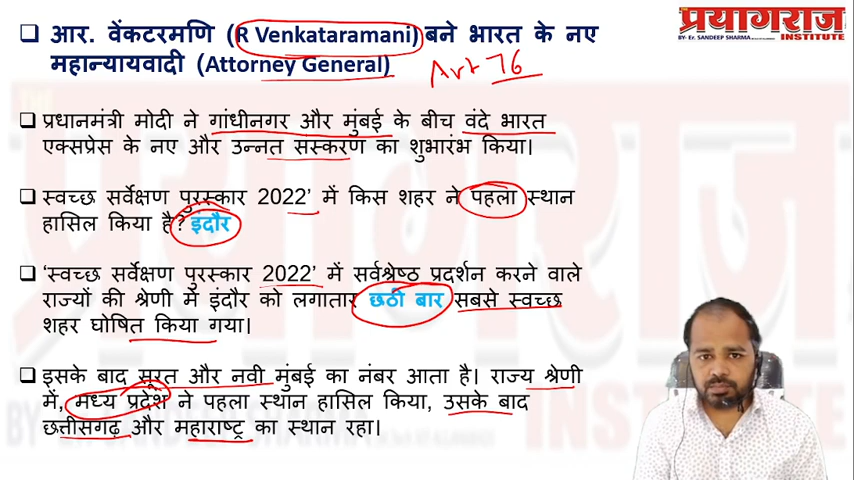 ❑ आर. वेंकटरमणि (R Venkataramani) बने भारत के नए
महान्यायवादी (Attorney General)
Art 76
❑ प्रधानमंत्री मोदी ने गांधीनगर और मुंबई के बीच वंदे भारत
एक्सप्रेस के नए और उन्नत सस्करण का शुभारंभ किया।
❑ स्वच्छ सर्वेक्षण पुरस्कार 2022’ में किस शहर ने पहला स्थान
हासिल किया है? इंदौर
❑ ‘स्वच्छ सर्वेक्षण पुरस्कार 2022’ में सर्वश्रेष्ठ प्रदर्शन करने वाले
राज्यों की श्रेणी में इंदौर को लगातार छठी बार सबसे स्वच्छ
शहर घोषित किया गया।
❑ इसके बाद सूरत और नवी मुंबई का नंबर आता है। राज्य श्रेणी
में, मध्य प्रदेश ने पहला स्थान हासिल किया, उसके बाद
छत्तीसगढ़ और महाराष्ट्र का स्थान रहा।
प्रयागराज
BY- Er. SANDEEP SHARMA INSTITUTE